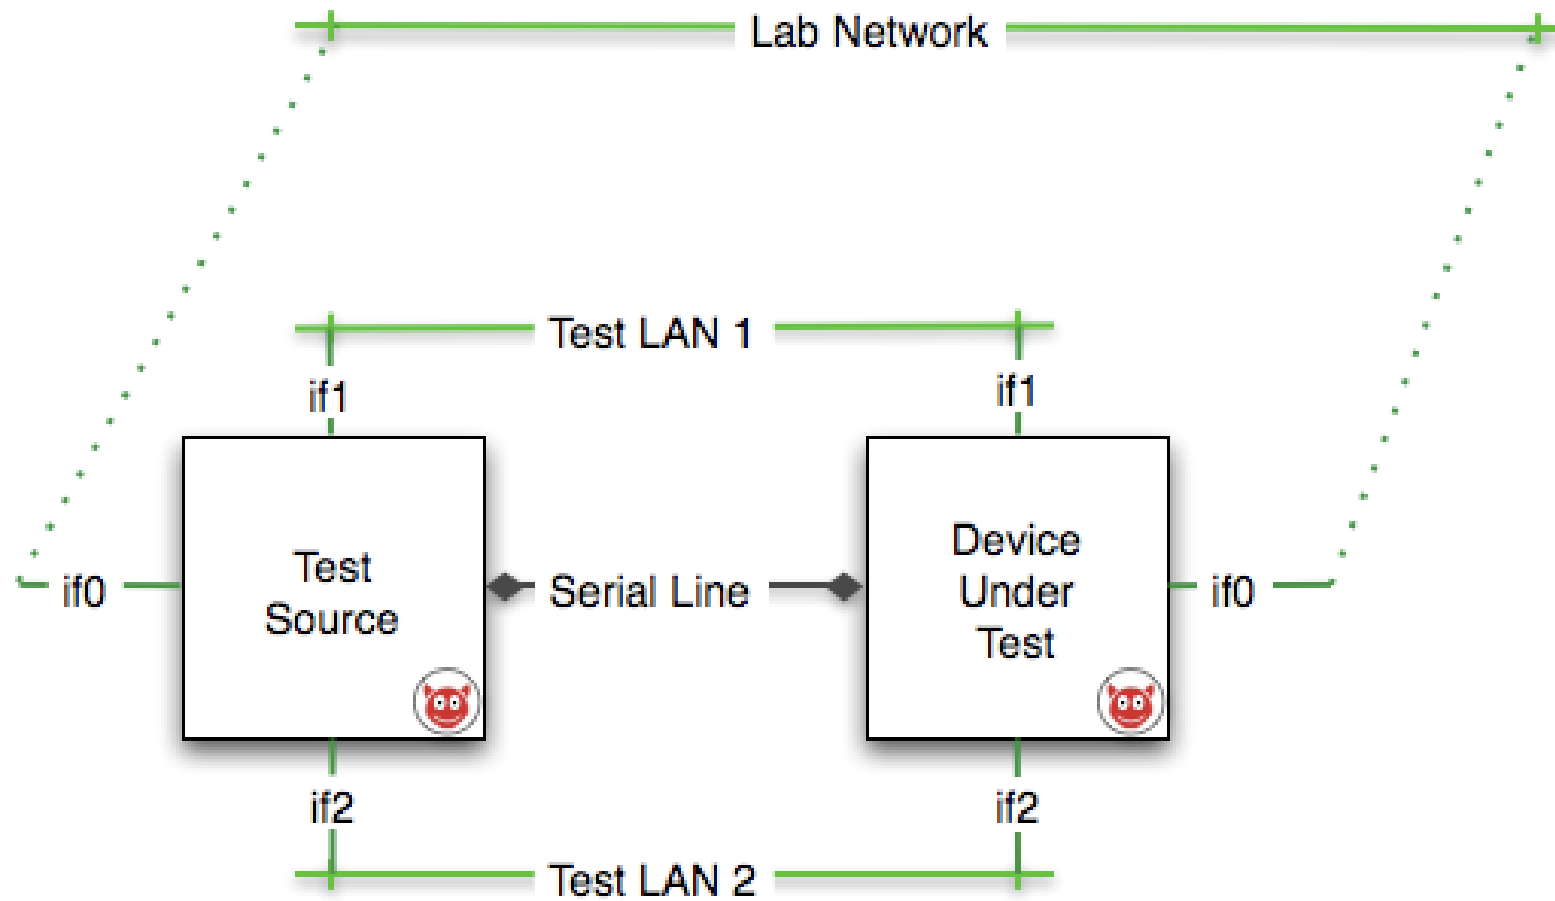 Lab Network
Test LAN 1
if1
if1
Test
Source
Device
Under
Test
if0
Serial Line
if0
if2
if2
Test LAN 2